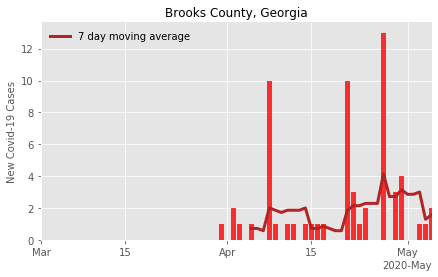 Brooks County, Georgia
7 day moving average
New Covid-19 Cases
12
10
8
6
4
2
0
Mar
15
Apr
15
May
2020-May